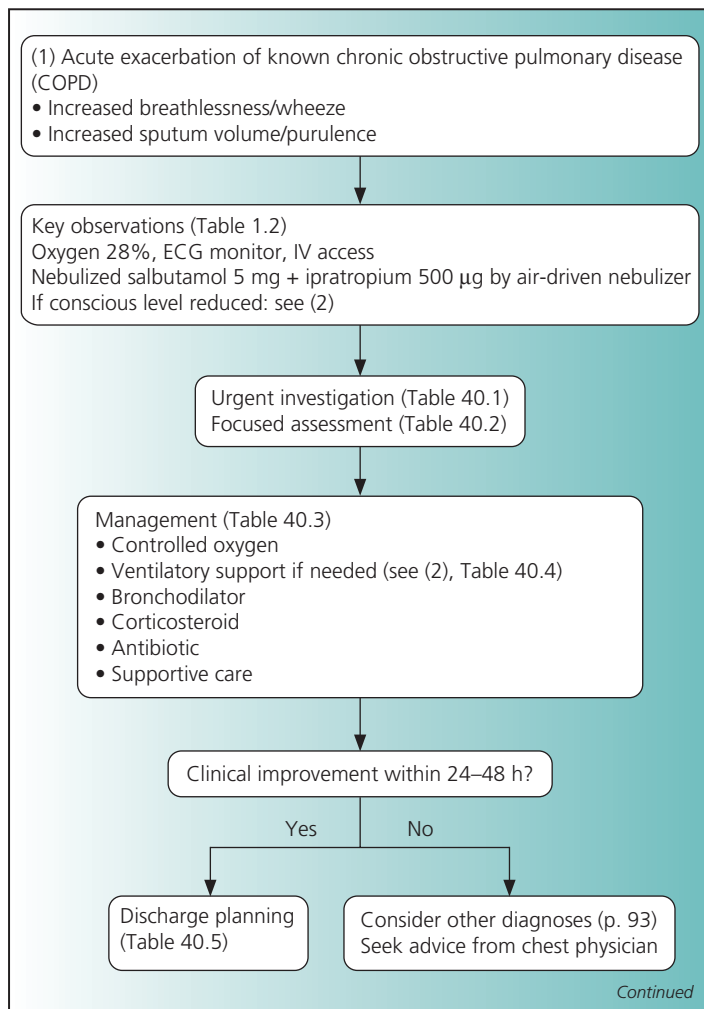 (1) Acute exacerbation of known chronic obstructive pulmonary disease
(COPD)
• Increased breathlessness/wheeze
• Increased sputum volume/purulence
Key observations (Table 1.2)
Oxygen 28%, ECG monitor, IV access
Nebulized salbutamol 5 mg + ipratropium 500 μg by air-driven nebulizer
If conscious level reduced: see (2)
Urgent investigation (Table 40.1)
Focused assessment (Table 40.2)
Management (Table 40.3)
• Controlled oxygen
• Ventilatory support if needed (see (2), Table 40.4)
• Bronchodilator
• Corticosteroid
• Antibiotic
• Supportive care
Clinical improvement within 24–48 h?
Yes No
Discharge planning
(Table 40.5)
Consider other diagnoses (p. 93)
Seek advice from chest physician
Continued